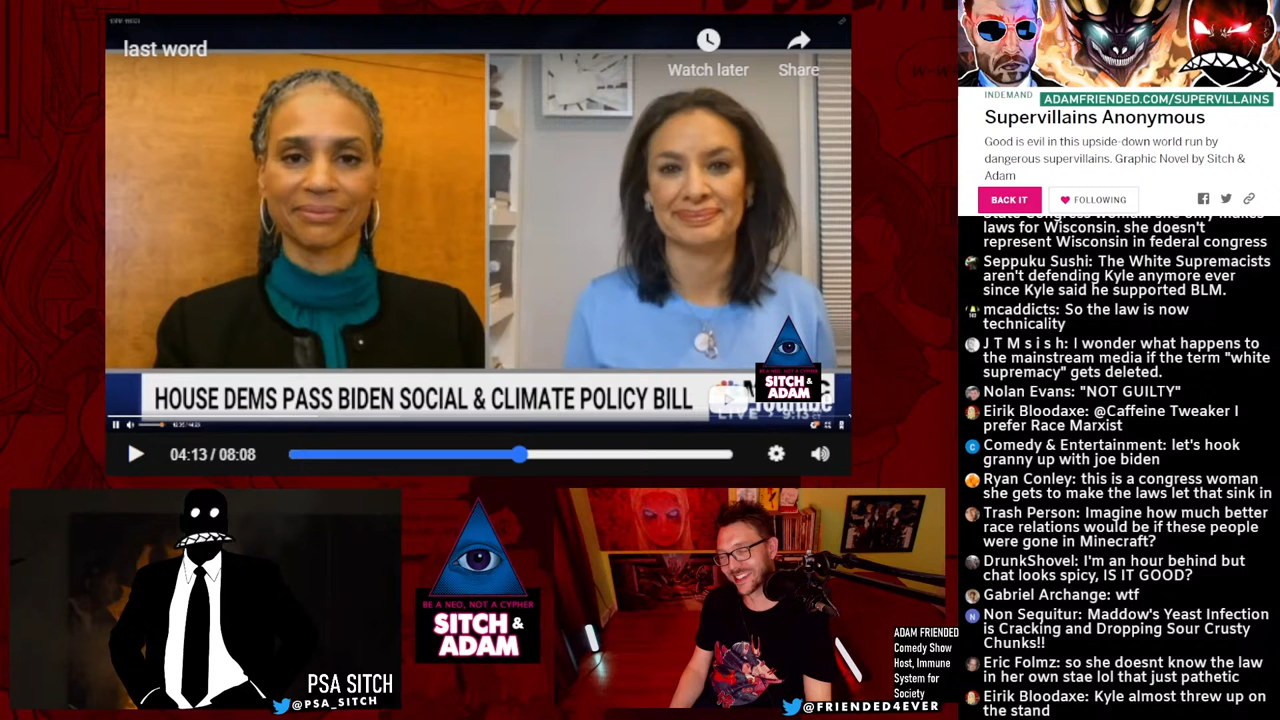 last word
Watch later
Share
HOUSE DEMS PASS BIDEN SOCIAL & CLIMATE POLICY BILL
BE A NEO, NOT A CYPHER
SITCH &
ADAM
04:13 / 08:08
PSA SITCH
@PSA_SITCH
BE A NEO, NOT A CYPHER
SITCH &
ADAM
ADAM FRIENDED
Comedy Show
Host, Immune
System for
Society
@FRIENDED4EVER
INDEMAND
ADAMFRIENDED.COM/SUPERVILLAINS
Supervillains Anonymous
Good is evil in this upside-down world run by
dangerous supervillains. Graphic Novel by Sitch &
Adam
BACK IT
FOLLOWING
laws for Wisconsin. she doesn't
represent Wisconsin in federal congress
Seppuku Sushi: The White Supremacists
aren't defending Kyle anymore ever
since Kyle said he supported BLM.
mcaddicts: So the law is now
technicality
J T M s i s h: I wonder what happens to
the mainstream media if the term "white
supremacy" gets deleted.
Nolan Evans: "NOT GUILTY"
Eirik Bloodaxe: @Caffeine Tweaker I
prefer Race Marxist
Comedy & Entertainment: let's hook
granny up with joe biden
Ryan Conley: this is a congress woman
she gets to make the laws let that sink in
Trash Person: Imagine how much better
race relations would be if these people
were gone in Minecraft?
DrunkShovel: I'm an hour behind but
chat looks spicy, IS IT GOOD?
Gabriel Archange: wtf
Non Sequitur: Maddow's Yeast Infection
is Cracking and Dropping Sour Crusty
Chunks!!
Eric Folmz: so she doesnt know the law
in her own stae lol that just pathetic
Eirik Bloodaxe: Kyle almost threw up on
the stand